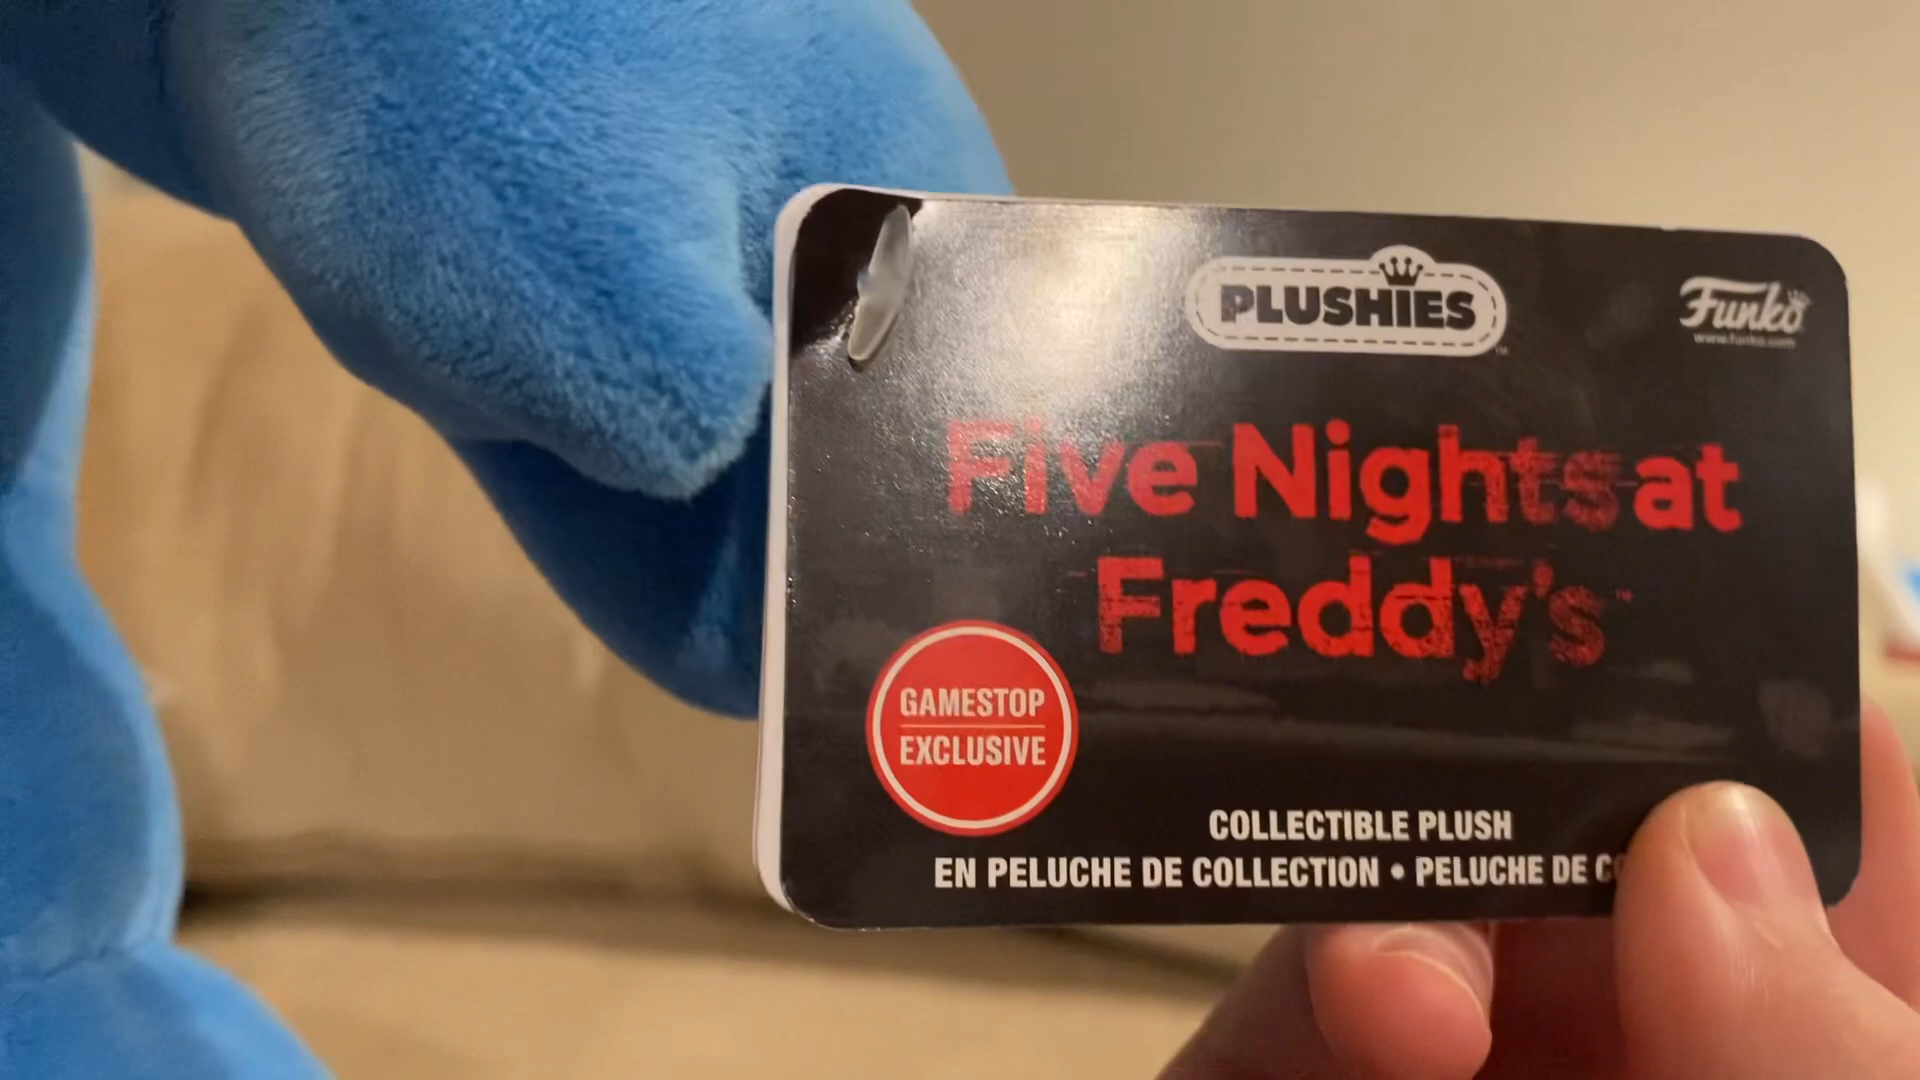 PLUSHIES
Funko
www.funko.com
Five Nights at
Freddy's
GAMESTOP
EXCLUSIVE
COLLECTIBLE PLUSH
EN PELUCHE DE COLLECTION • PELUCHE DE